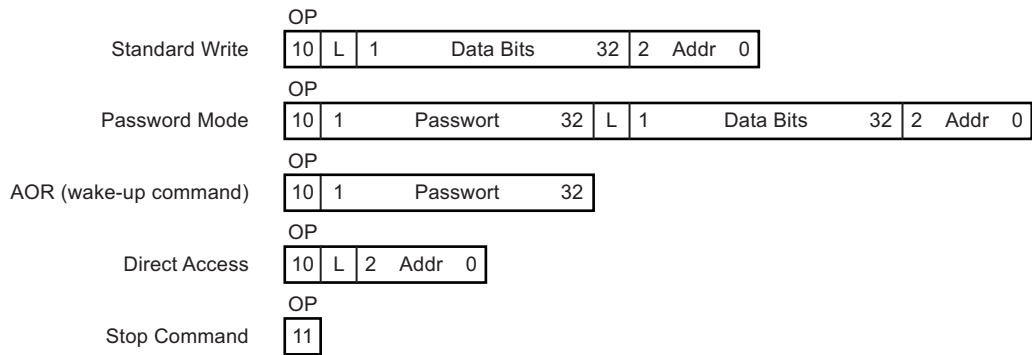 OP
Standard Write 10 L 1 Data Bits 32 2 Addr 0
OP
Password Mode 10 1 Passwort 32 L 1 Data Bits 32 2 Addr 0
OP
AOR (wake-up command) 10 1 Passwort 32
OP
Direct Access 10 L 2 Addr 0
OP
Stop Command 11